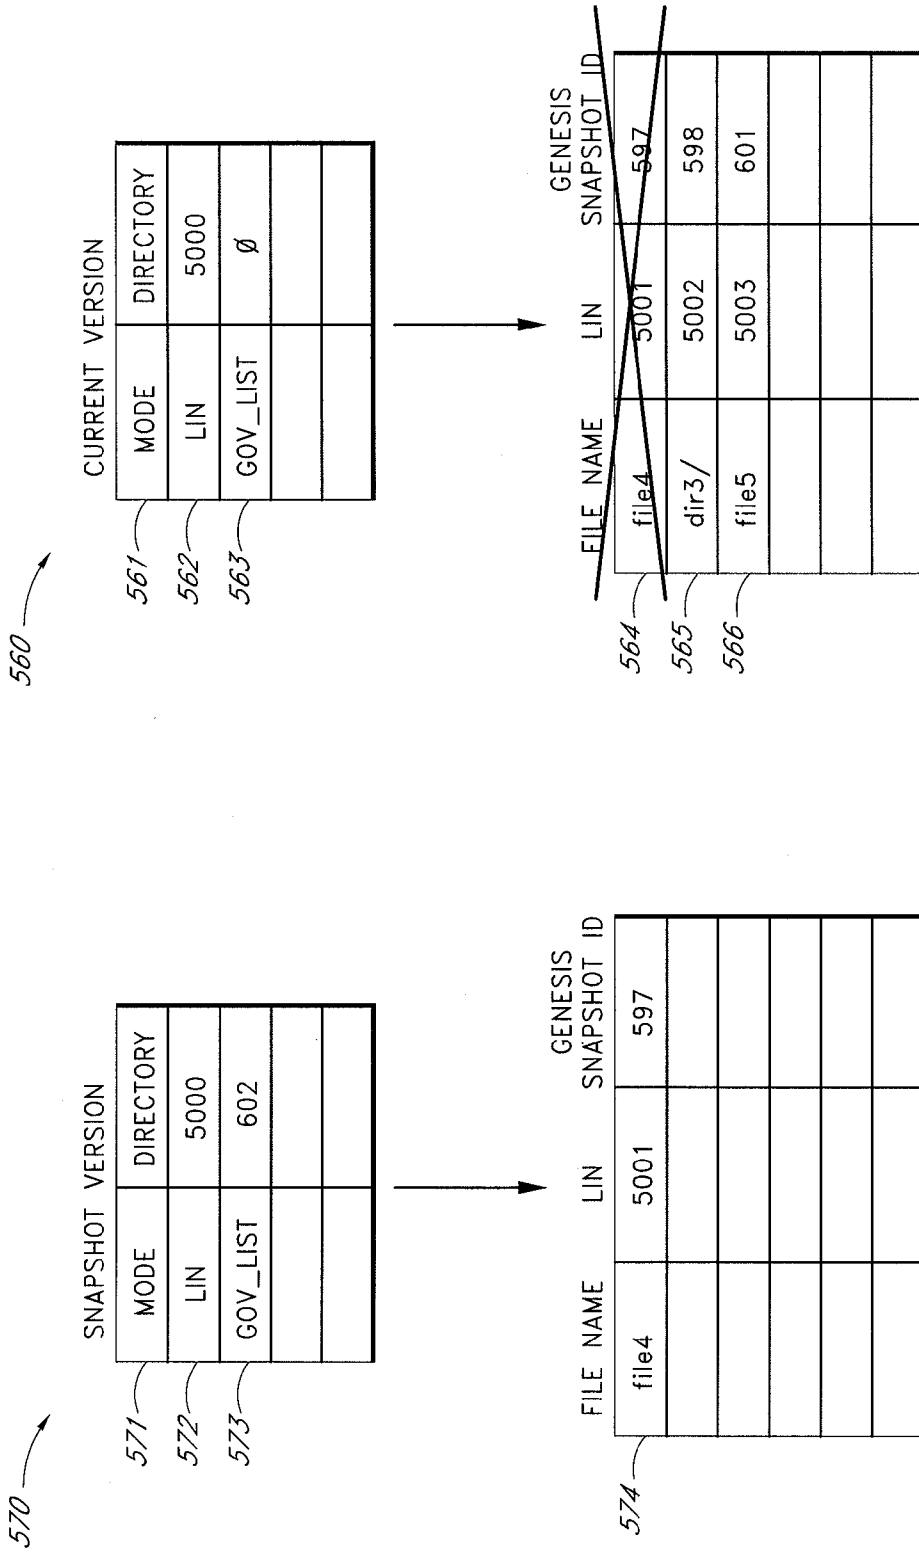 570
SNAPSHOT VERSION
571 MODE DIRECTORY
572 LIN 5000
573 GOV_LIST 602
FILE NAME LIN GENESIS SNAPSHOT ID
574 file4 5001 597
560
CURRENT VERSION
561 MODE DIRECTORY
562 LIN 5000
563 GOV_LIST Ø
FILE NAME LIN GENESIS SNAPSHOT ID
564 file4 5001 597
565 dir3/ 5002 598
566 file5 5003 601